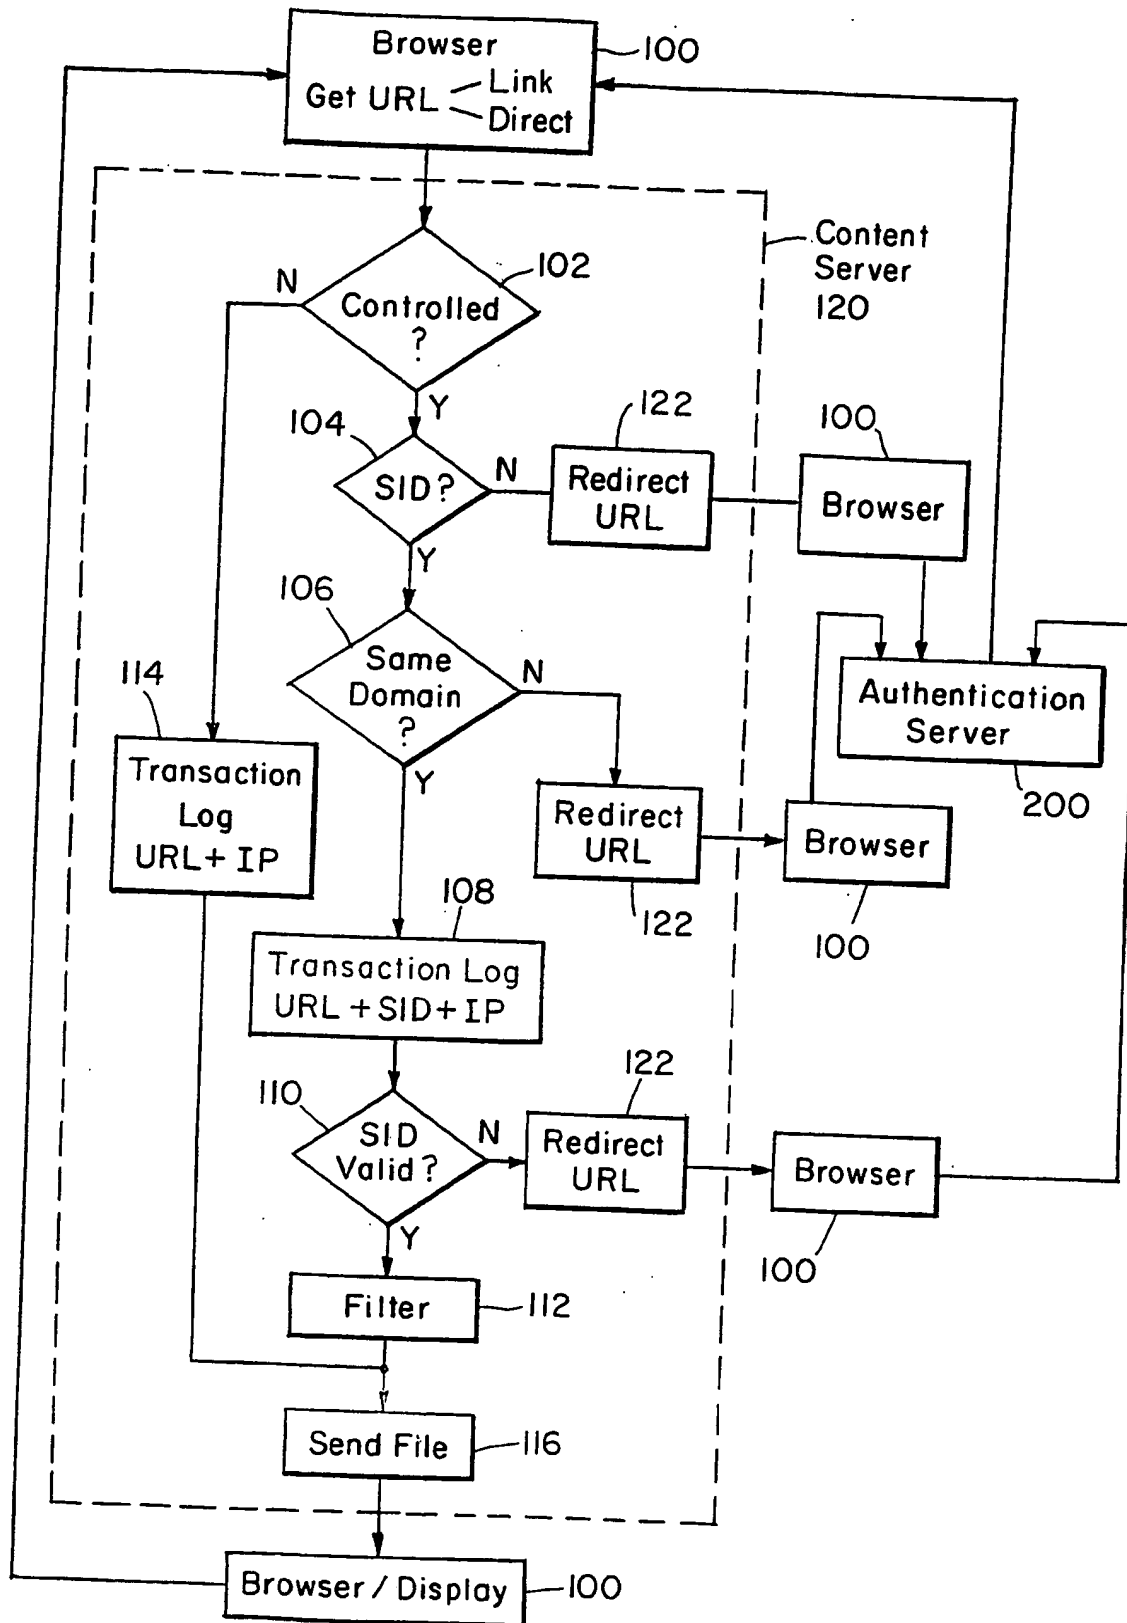 Browser
100
Get URL
Link
Direct
Content
Server
120
102
N
Controlled
?
Y
104
SID?
N
122
Redirect
URL
100
Browser
Y
106
Same
Domain
?
N
Y
114
Transaction
Log
URL + IP
Authentication
Server
200
Redirect
URL
122
Browser
100
108
Transaction Log
URL + SID + IP
110
SID
Valid?
N
122
Redirect
URL
Browser
100
Y
Filter
112
Send File
116
Browser / Display
100